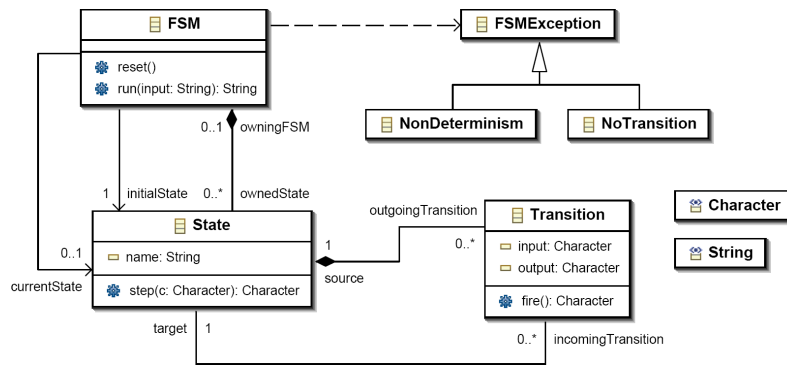 FSM
FSMException
reset()
run(input: String): String
NonDeterminism
NoTransition
0..1
owningFSM
1
initialState
0..*
ownedState
State
outgoingTransition
Transition
Character
name: String
1
0..*
input: Character
output: Character
String
0..1
currentState
source
step(c: Character): Character
fire(): Character
target
1
0..*
incomingTransition